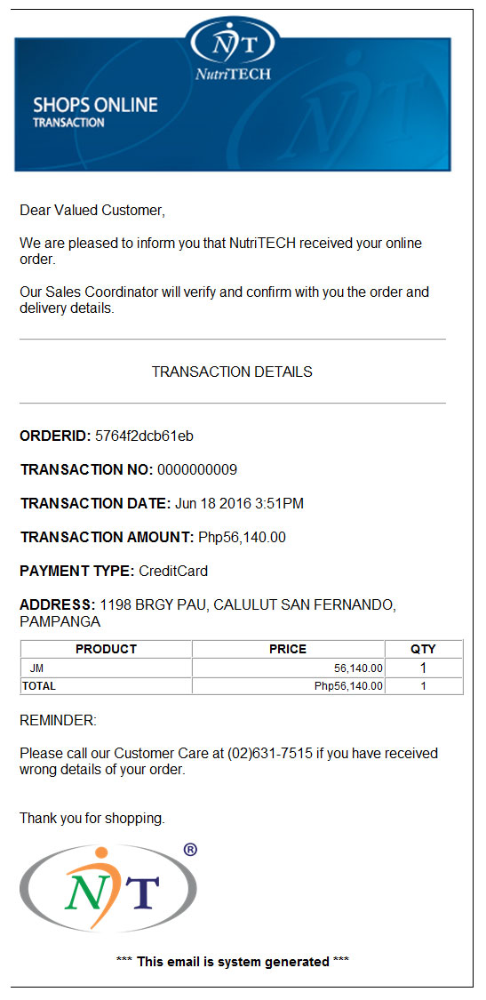 NT
NutriTECH
SHOPS ONLINE
TRANSACTION
NT
Dear Valued Customer,
We are pleased to inform you that NutriTECH received your online
order.
Our Sales Coordinator will verify and confirm with you the order and
delivery details.
TRANSACTION DETAILS
ORDERID: 5764f2dcb61eb
TRANSACTION NO: 0000000009
TRANSACTION DATE: Jun 18 2016 3:51PM
TRANSACTION AMOUNT: Php56,140.00
PAYMENT TYPE: CreditCard
ADDRESS: 1198 BRGY PAU, CALULUT SAN FERNANDO,
PAMPANGA
PRODUCT PRICE QTY
JM 56,140.00 1
TOTAL Php56,140.00 1
REMINDER:
Please call our Customer Care at (02)631-7515 if you have received
wrong details of your order.
Thank you for shopping.
NT ®
*** This email is system generated ***